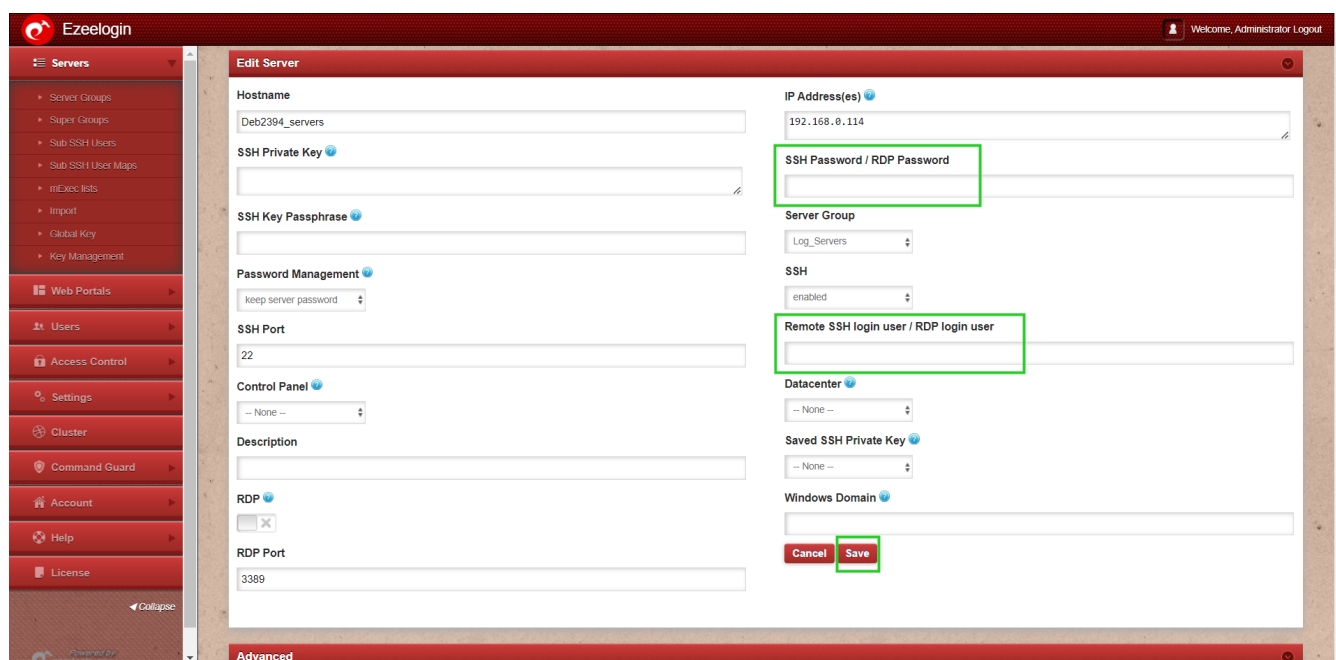 Ezeelogin
Welcome, Administrator Logout
Servers
Server Groups
Super Groups
Sub SSH Users
Sub SSH User Maps
mExec lists
Import
Global Key
Key Management
Web Portals
Users
Access Control
Settings
Cluster
Command Guard
Account
Help
License
Collapse
Powered by
Edit Server
Hostname
Deb2394_servers
SSH Private Key
SSH Key Passphrase
Password Management
keep server password
SSH Port
22
Control Panel
-- None --
Description
RDP
RDP Port
3389
IP Address(es)
192.168.0.114
SSH Password / RDP Password
Server Group
Log_Servers
SSH
enabled
Remote SSH login user / RDP login user
Datacenter
-- None --
Saved SSH Private Key
-- None --
Windows Domain
Cancel Save
Advanced